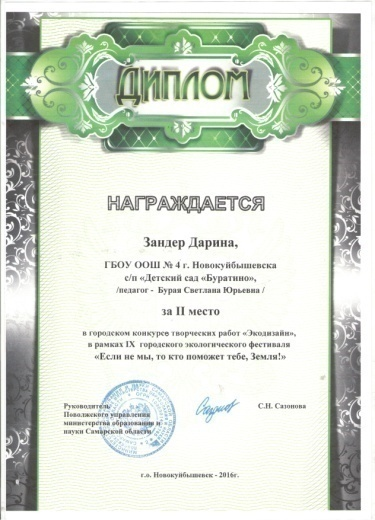 ДИПЛОМ
НАГРАЖДАЕТСЯ
Зандер Дарина,
ГБОУ ООШ № 4 г. Новокуйбышевска
с/п «Детский сад «Буратино»,
/педагог - Бурая Светлана Юрьевна /
за II место
в городском конкурсе творческих работ «Экодизайн»,
в рамках IX городского экологического фестиваля
«Если не мы, то кто поможет тебе, Земля!»
Руководитель
Поволжского управления
министерства образования и
науки Самарской области
С.Н. Сазонова
г.о. Новокуйбышевск - 2016г.